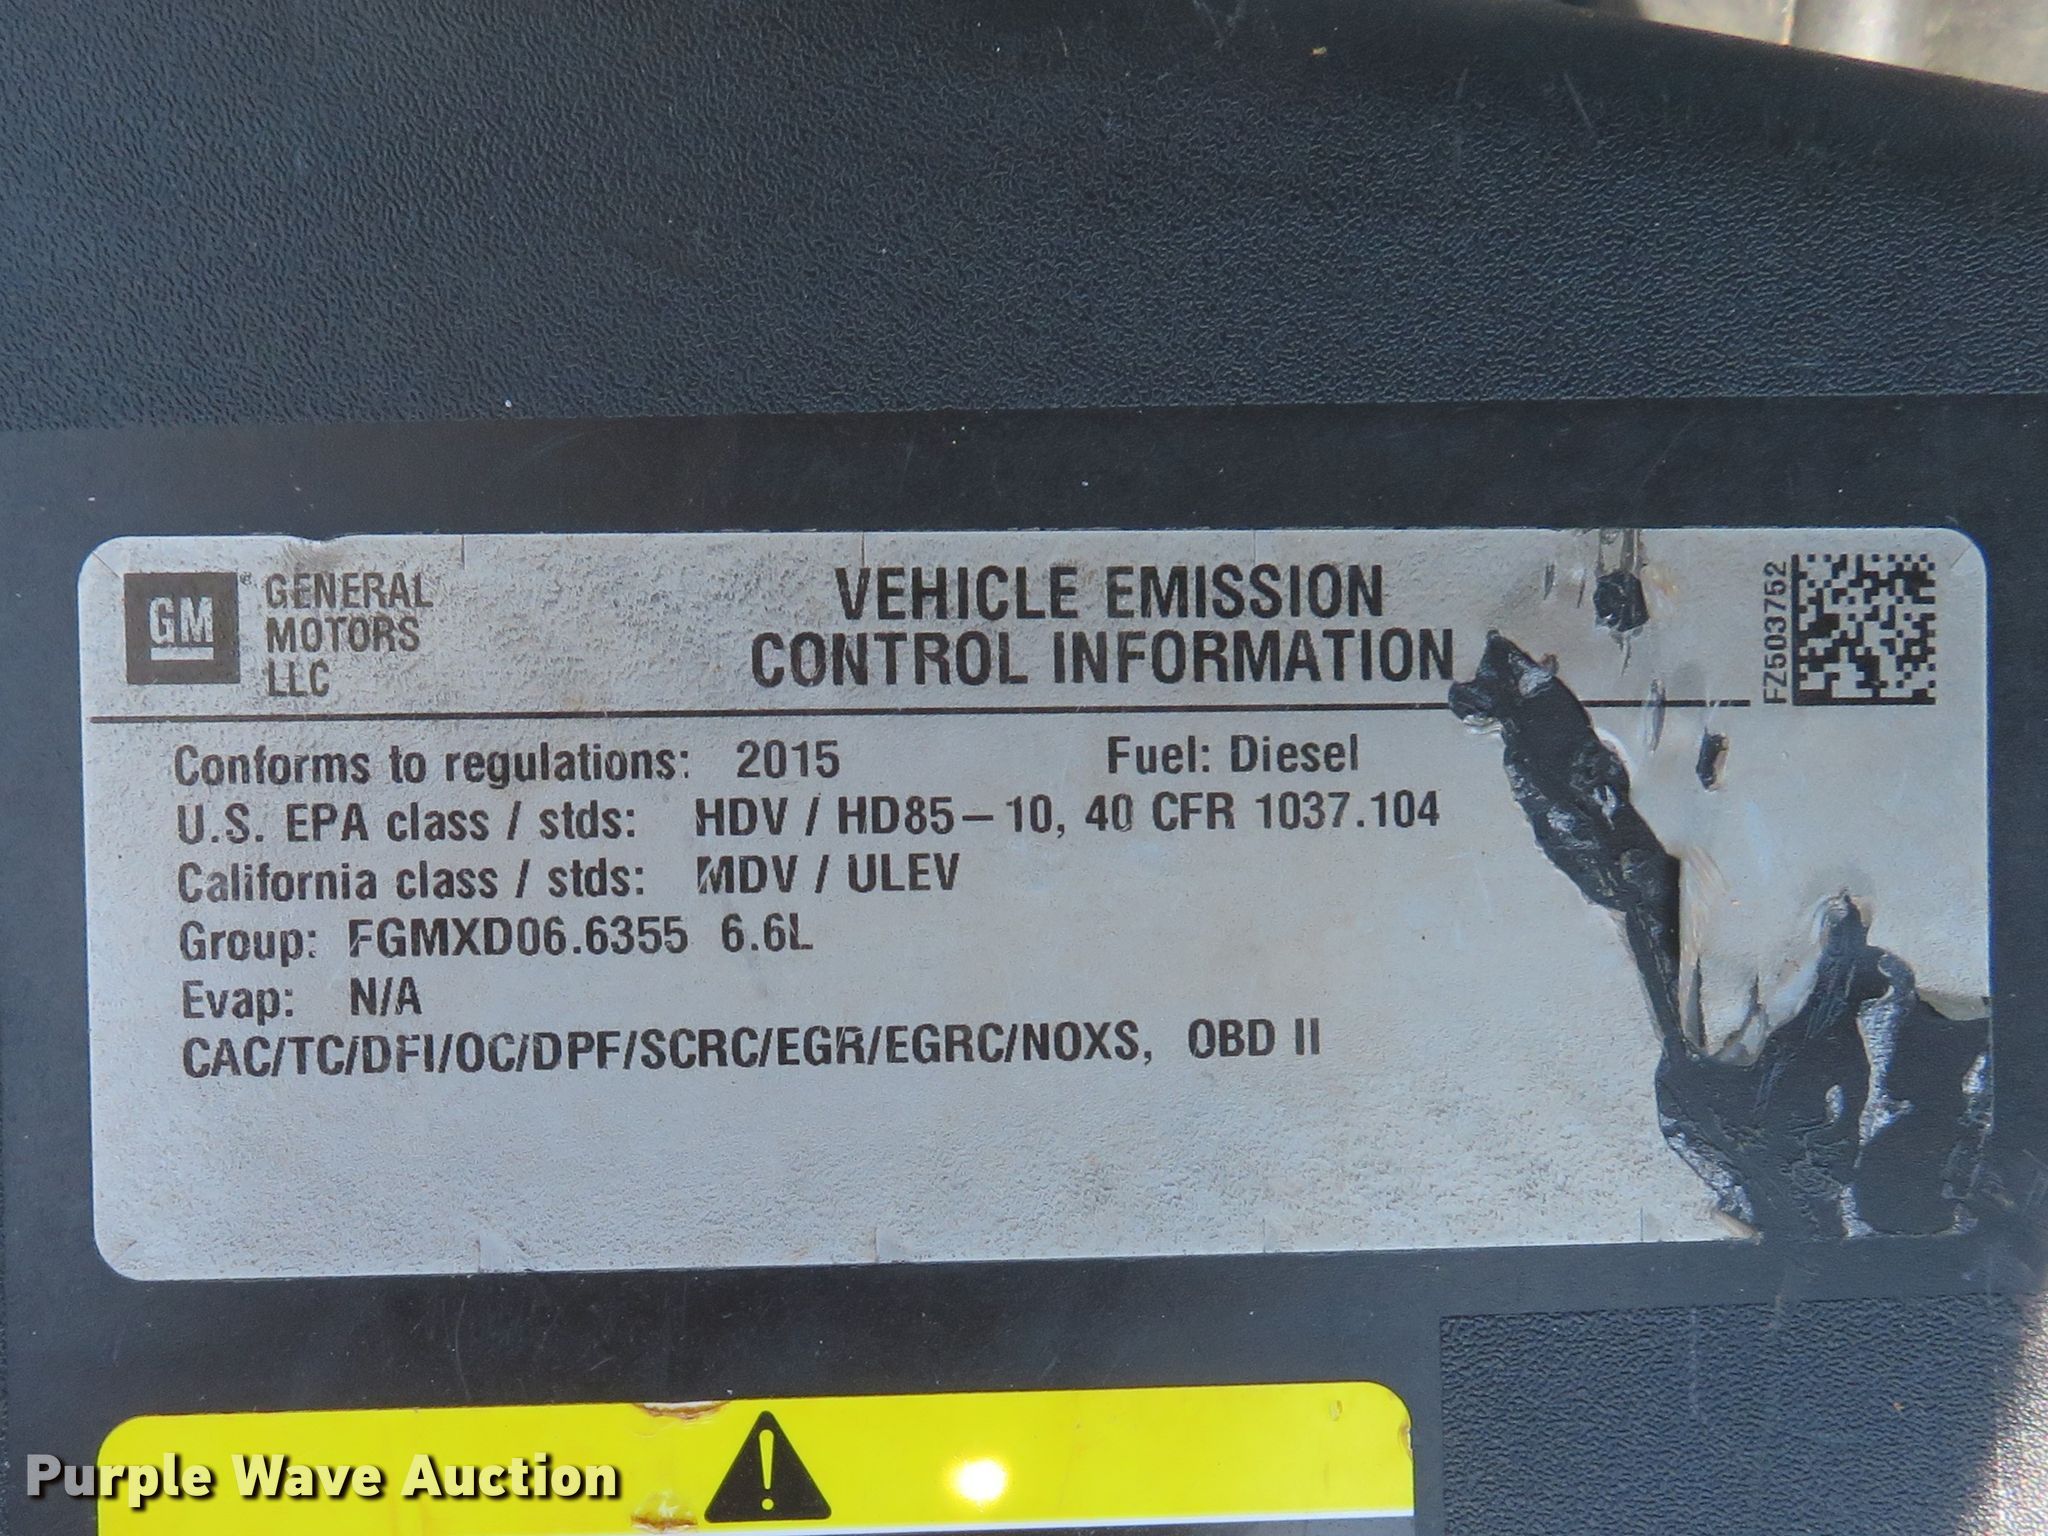 GM
GENERAL
MOTORS
LLC
VEHICLE EMISSION
CONTROL INFORMATION
FZ503752
Conforms to regulations: 2015 Fuel: Diesel
U.S. EPA class / stds: HDV / HD85-10, 40 CFR 1037.104
California class / stds: MDV / ULEV
Group: FGMXD06.6355 6.6L
Evap: N/A
CAC/TC/DFI/OC/DPF/SCRC/EGR/EGRC/NOXS, OBD II
Purple Wave Auction